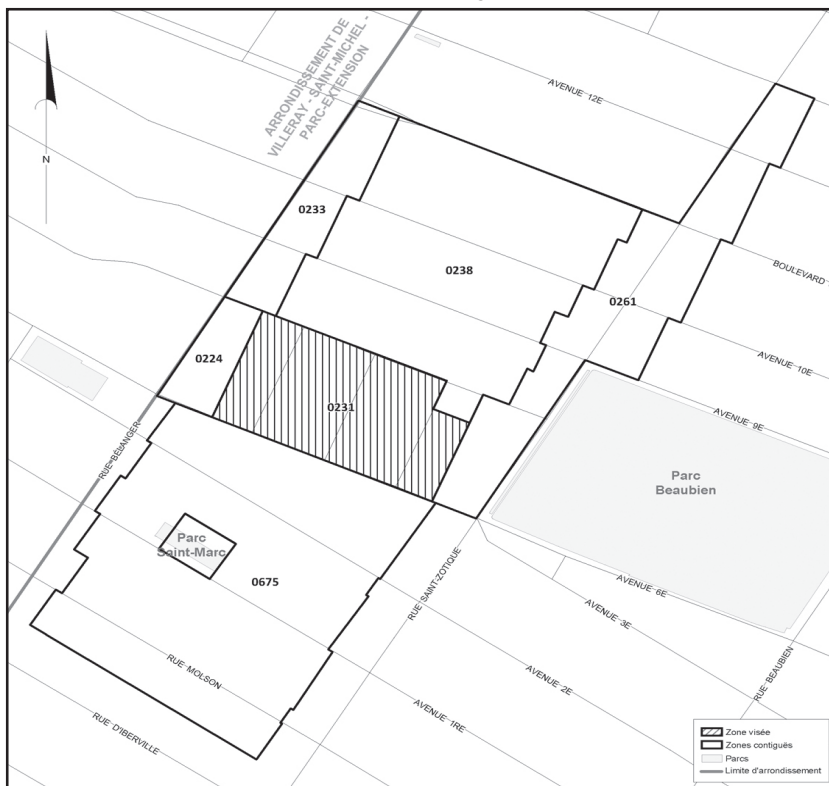 ARRONDISSEMENT DE
VILLERAY - SAINT-MICHEL -
PARC-EXTENSION
AVENUE 12E
N
0233
0238
BOULEVARD
0261
AVENUE 10E
0224
0231
AVENUE 9E
RUE BÉLANGER
Parc
Beaubien
Parc
Saint-Marc
0675
RUE SAINT-ZOTIQUE
AVENUE 6E
AVENUE 3E
RUE MOLSON
AVENUE 2E
RUE BEAUBIEN
AVENUE 1RE
RUE D'IBERVILLE
Zone visée
Zones contiguës
Parcs
Limite d'arrondissement